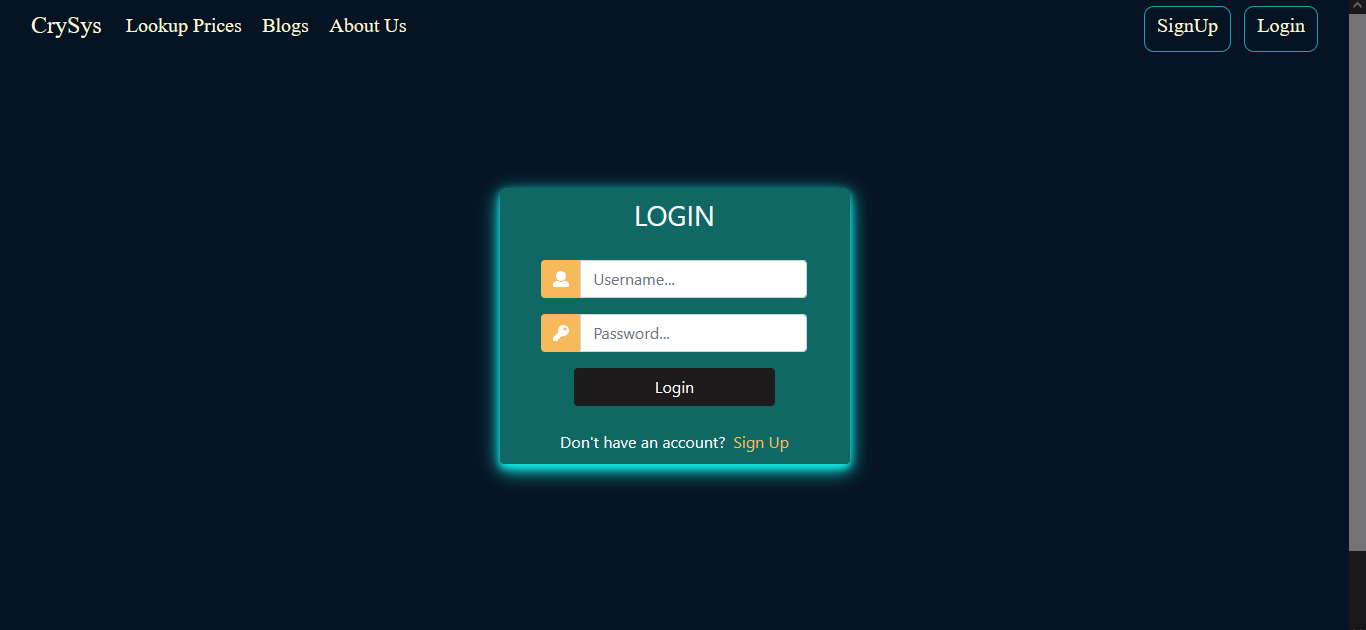 CrySys Lookup Prices Blogs About Us SignUp Login
LOGIN
Username...
Password...
Login
Don't have an account? Sign Up